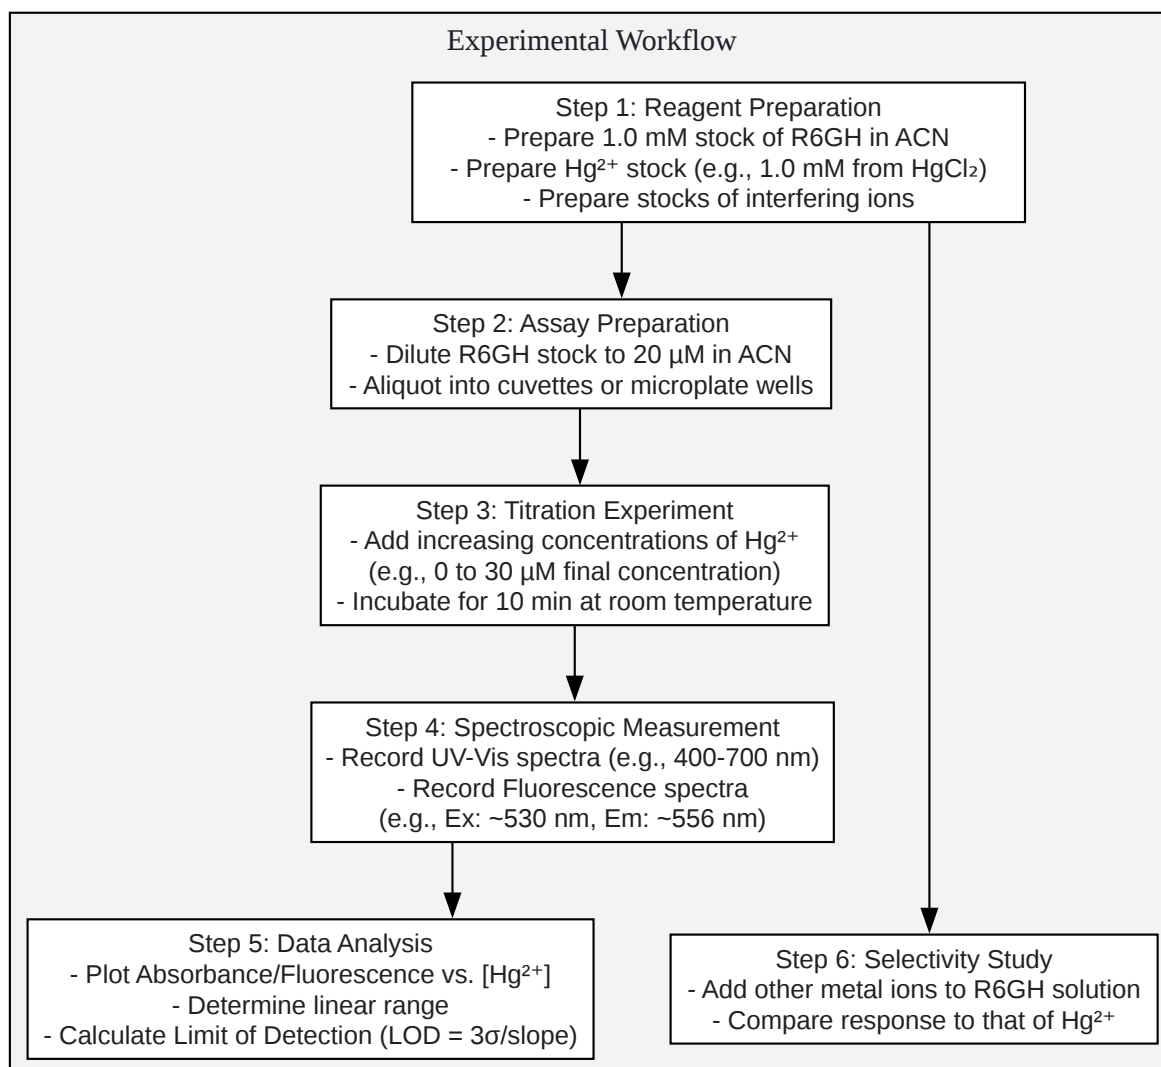 Experimental Workflow
Step 1: Reagent Preparation
- Prepare 1.0 mM stock of R6GH in ACN
- Prepare Hg²⁺ stock (e.g., 1.0 mM from HgCl₂)
- Prepare stocks of interfering ions
Step 2: Assay Preparation
- Dilute R6GH stock to 20 µM in ACN
- Aliquot into cuvettes or microplate wells
Step 3: Titration Experiment
- Add increasing concentrations of Hg²⁺
(e.g., 0 to 30 µM final concentration)
- Incubate for 10 min at room temperature
Step 4: Spectroscopic Measurement
- Record UV-Vis spectra (e.g., 400-700 nm)
- Record Fluorescence spectra
(e.g., Ex: ~530 nm, Em: ~556 nm)
Step 5: Data Analysis
- Plot Absorbance/Fluorescence vs. [Hg²⁺]
- Determine linear range
- Calculate Limit of Detection (LOD = 3σ/slope)
Step 6: Selectivity Study
- Add other metal ions to R6GH solution
- Compare response to that of Hg²⁺